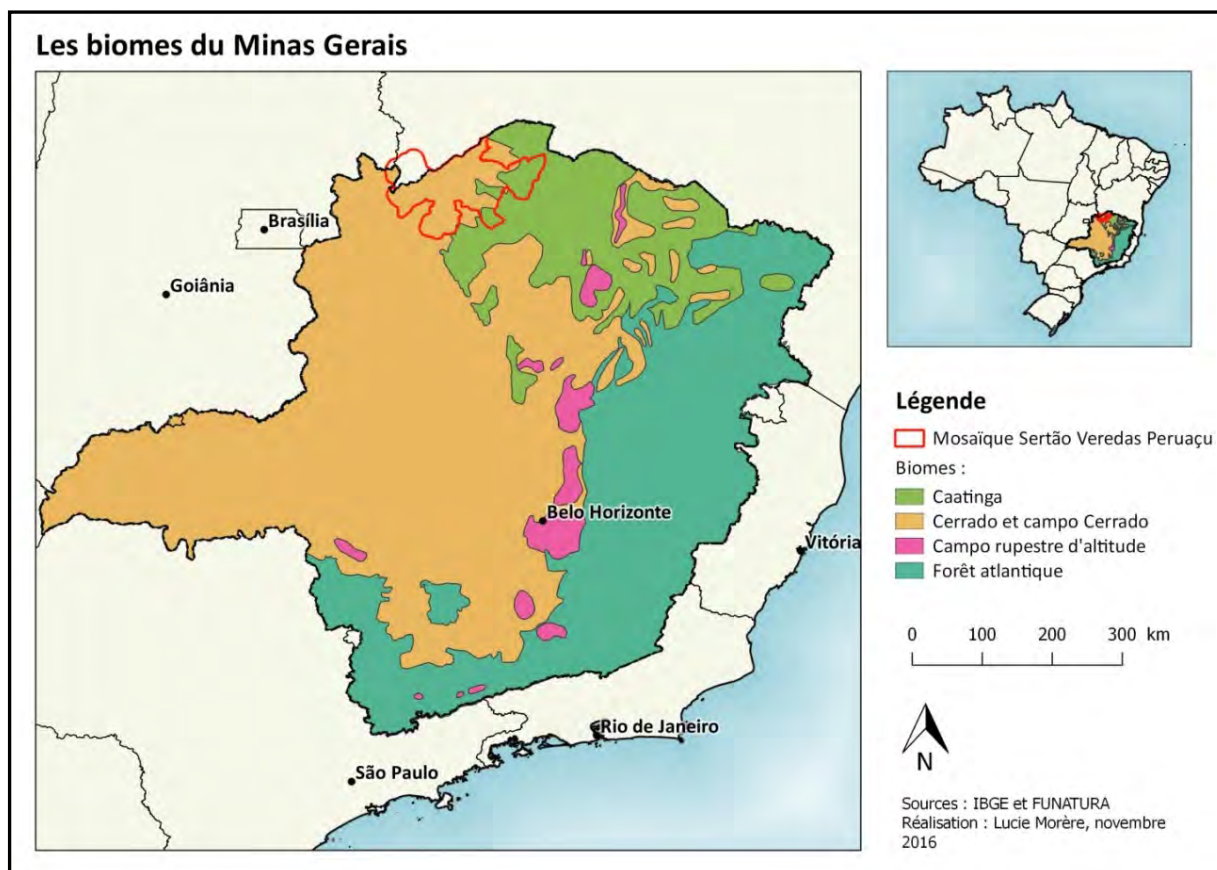 Les biomes du Minas Gerais
Brasília
Goiânia
Belo Horizonte
Vitória
Rio de Janeiro
São Paulo
Légende
Mosaïque Sertão Veredas Peruaçu
Biomes :
Caatinga
Cerrado et campo Cerrado
Campo rupestre d'altitude
Forêt atlantique
0 100 200 300 km
N
Sources : IBGE et FUNATURA
Réalisation : Lucie Morère, novembre
2016